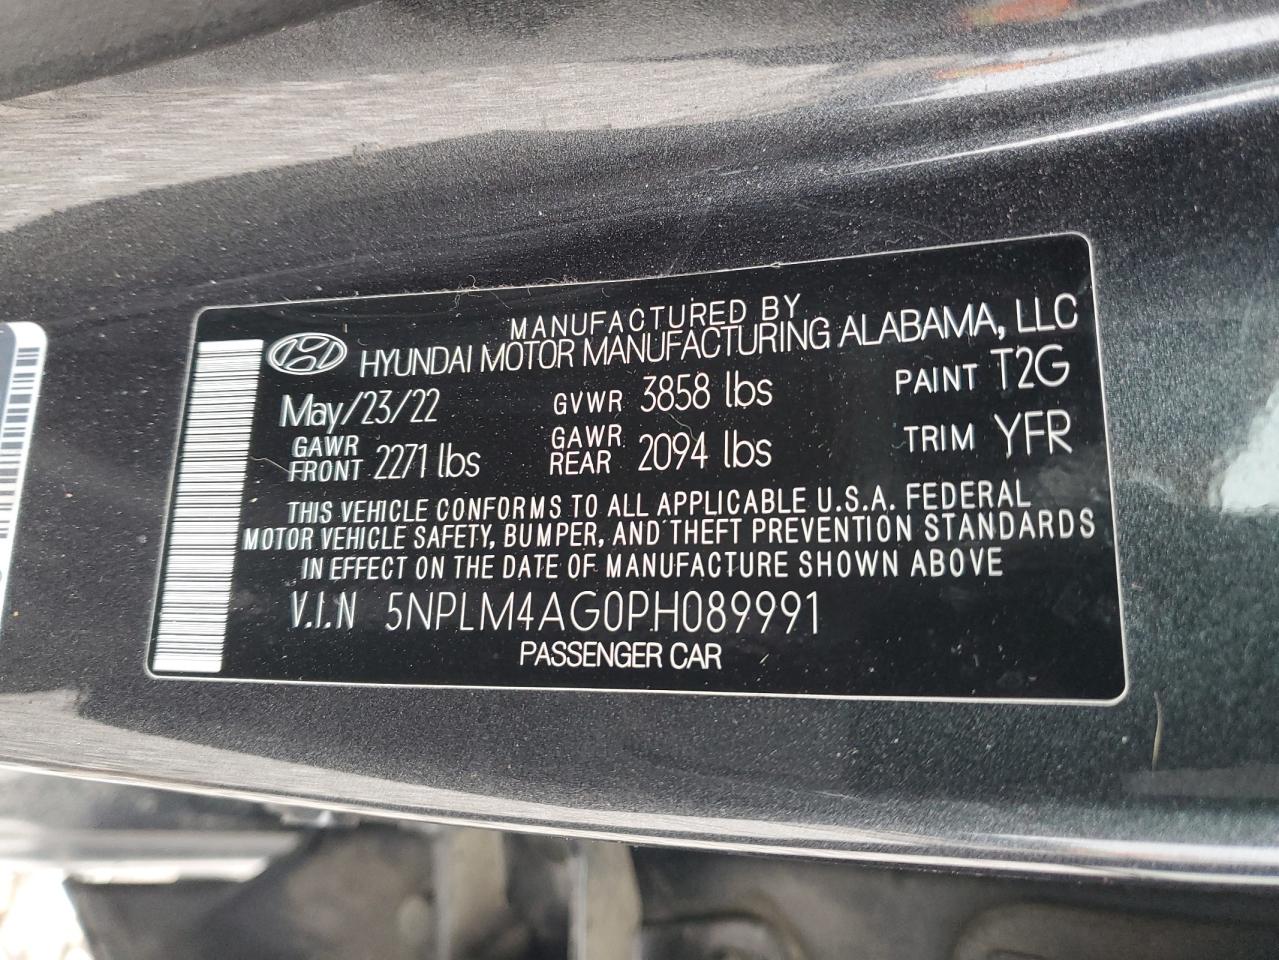 MANUFACTURED BY
HYUNDAI MOTOR MANUFACTURING ALABAMA, LLC
May/23/22 GVWR 3858 lbs PAINT T2G
GAWR FRONT 2271 lbs GAWR REAR 2094 lbs TRIM YFR
THIS VEHICLE CONFORMS TO ALL APPLICABLE U.S.A. FEDERAL
MOTOR VEHICLE SAFETY, BUMPER, AND THEFT PREVENTION STANDARDS
IN EFFECT ON THE DATE OF MANUFACTURE SHOWN ABOVE
V.I.N 5NPLM4AG0PH089991
PASSENGER CAR